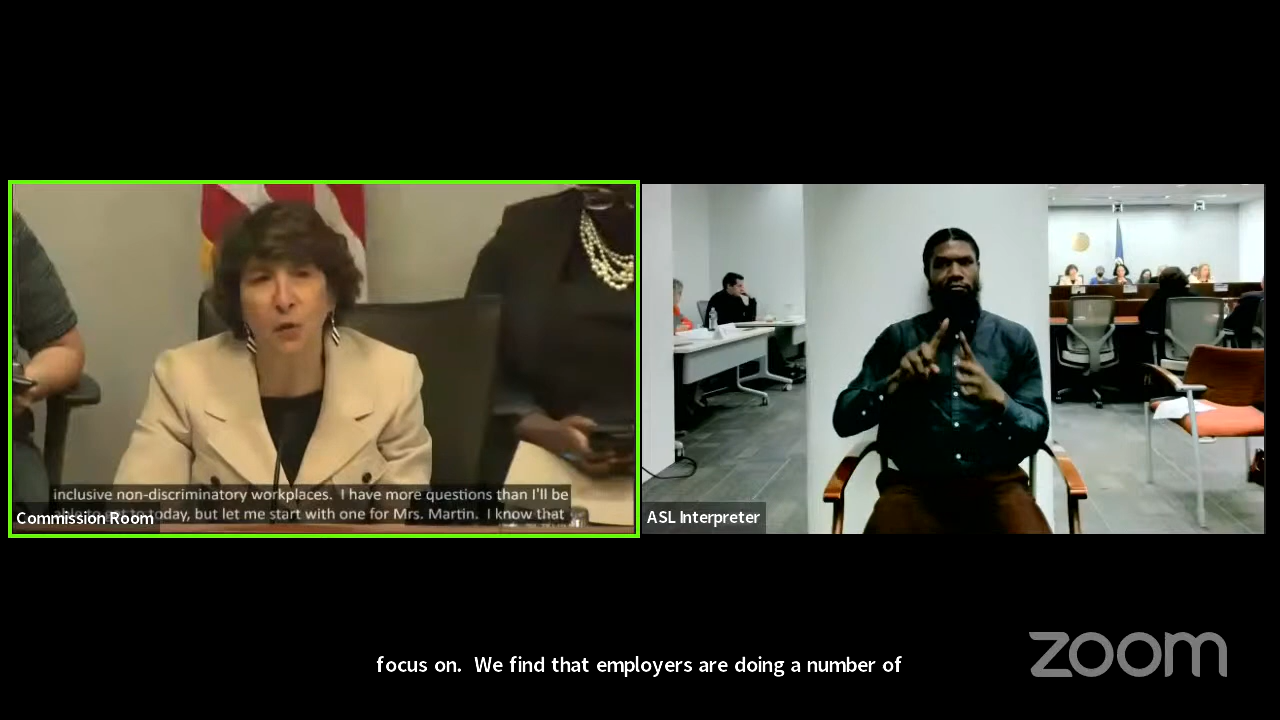 inclusive non-discriminatory workplaces.  I have more questions than I'll be
today, but let me start with one for Mrs. Martin.  I know that
Commission Room
ASL Interpreter
focus on.  We find that employers are doing a number of
zoom